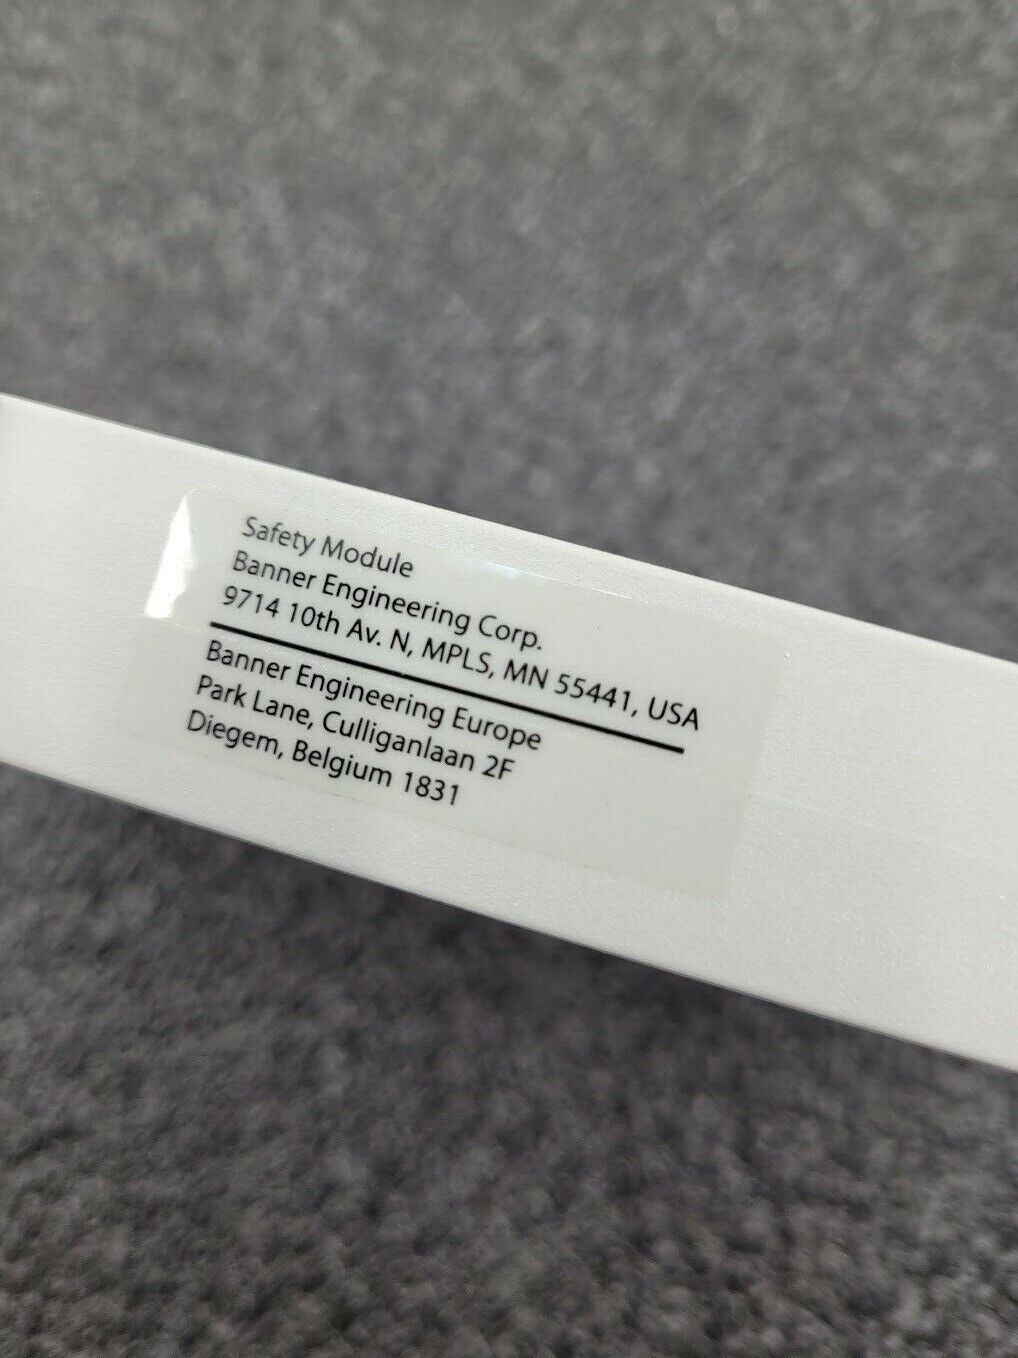 Safety Module
Banner Engineering Corp.
9714 10th Av. N, MPLS, MN 55441, USA
Banner Engineering Europe
Park Lane, Culliganlaan 2F
Diegem, Belgium 1831